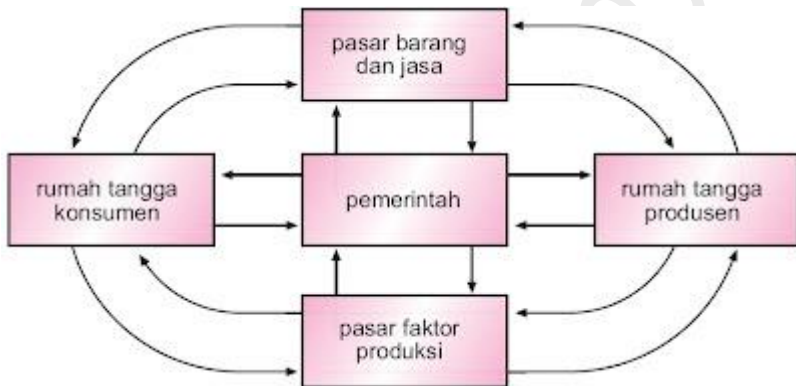 pasar barang
dan jasa
rumah tangga
konsumen
pemerintah
rumah tangga
produsen
pasar faktor
produksi